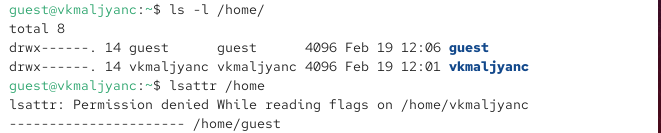 guest@vkmaljyanc:~$ ls -l /home/
total 8
drwx------. 14 guest      guest      4096 Feb 19 12:06 guest
drwx------. 14 vkmaljyanc vkmaljyanc 4096 Feb 19 12:01 vkmaljyanc
guest@vkmaljyanc:~$ lsattr /home
lsattr: Permission denied While reading flags on /home/vkmaljyanc
---------------------- /home/guest